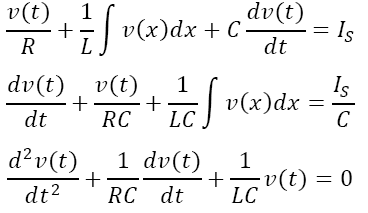 v(t)/R + 1/L ∫ v(x)dx + C dv(t)/dt = I_S
dv(t)/dt + v(t)/RC + 1/LC ∫ v(x)dx = I_S/C
d²v(t)/dt² + 1/RC dv(t)/dt + 1/LC v(t) = 0